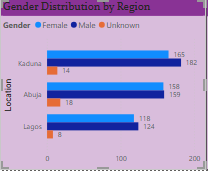 Gender Distribution by Region
Gender Female Male Unknown
Kaduna 165
182
14
Abuja 158
159
18
Lagos 118
124
8
Location
0 100 200